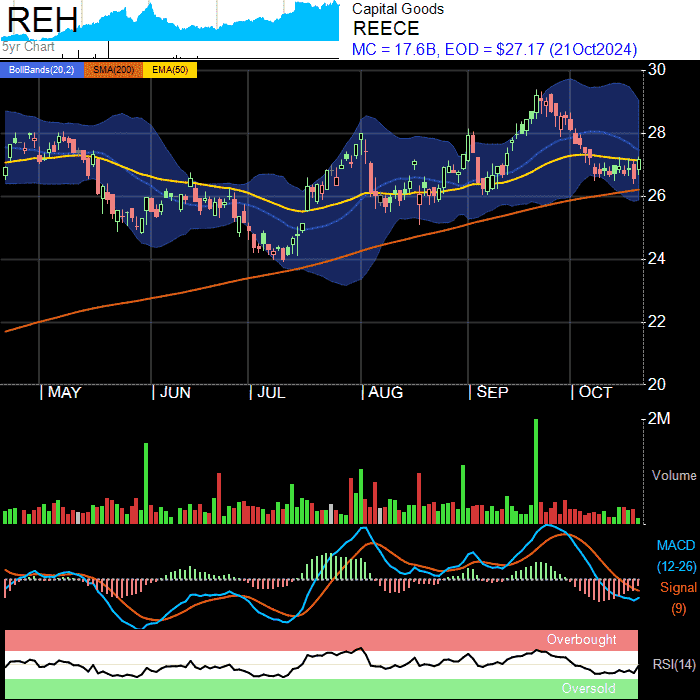 REH
5yr Chart
Capital Goods
REECE
MC = 17.6B, EOD = $27.17 (21Oct2024)
BollBands(20,2) SMA(200) EMA(50)
30
28
26
24
22
20
MAY JUN JUL AUG SEP OCT
2M
Volume
MACD
(12-26)
Signal
(9)
Overbought
RSI(14)
Oversold